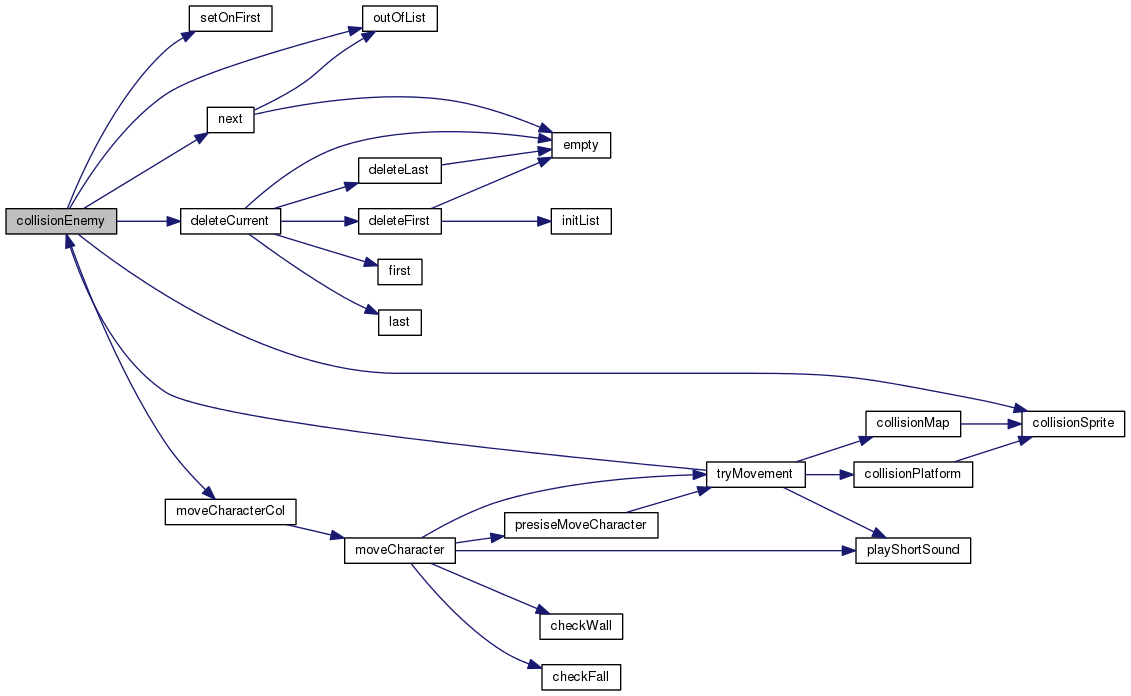 setOnFirst
outOfList
next
empty
deleteLast
collisionEnemy
deleteCurrent
deleteFirst
initList
first
last
collisionMap
collisionSprite
tryMovement
collisionPlatform
moveCharacterCol
presiseMoveCharacter
moveCharacter
playShortSound
checkWall
checkFall